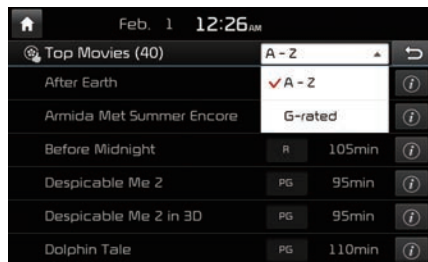 Feb. 1 12:26AM
Top Movies (40) A - Z
After Earth A - Z i
Armida Met Summer Encore G-rated i
Before Midnight R 105min i
Despicable Me 2 PG 95min i
Despicable Me 2 in 3D PG 95min i
Dolphin Tale PG 110min i